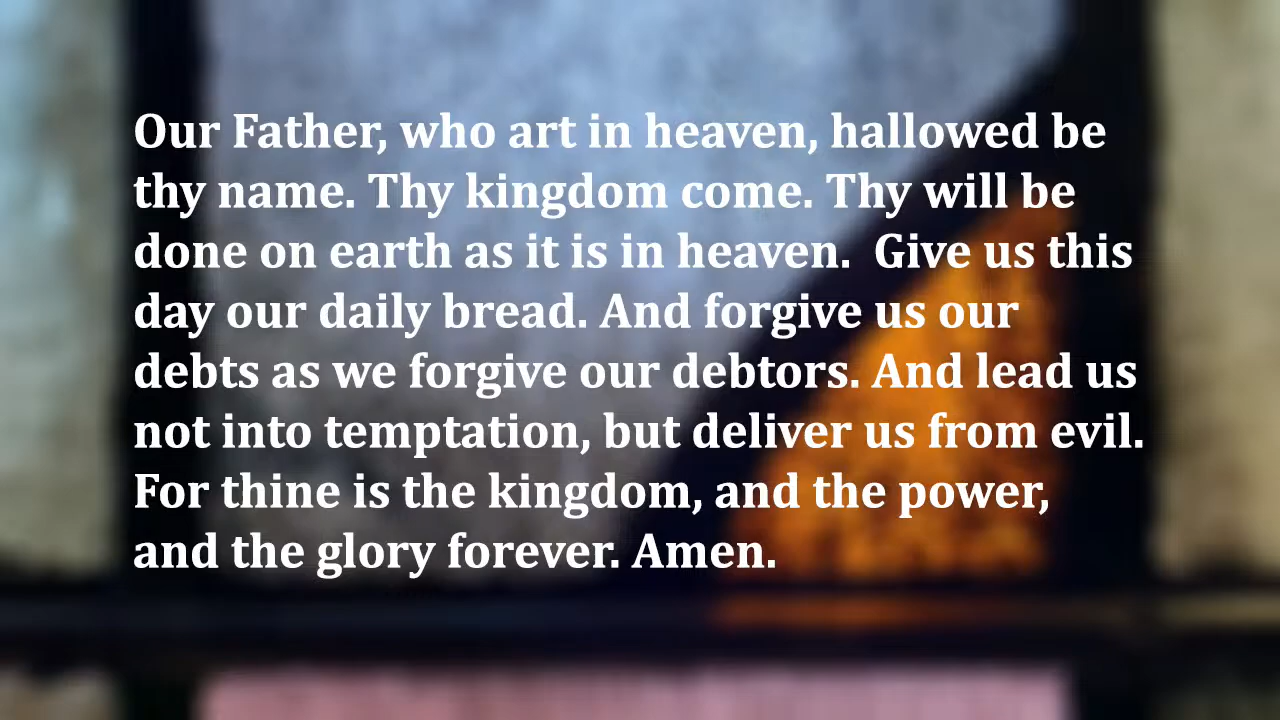 Our Father, who art in heaven, hallowed be
thy name. Thy kingdom come. Thy will be
done on earth as it is in heaven.  Give us this
day our daily bread. And forgive us our
debts as we forgive our debtors. And lead us
not into temptation, but deliver us from evil.
For thine is the kingdom, and the power,
and the glory forever. Amen.